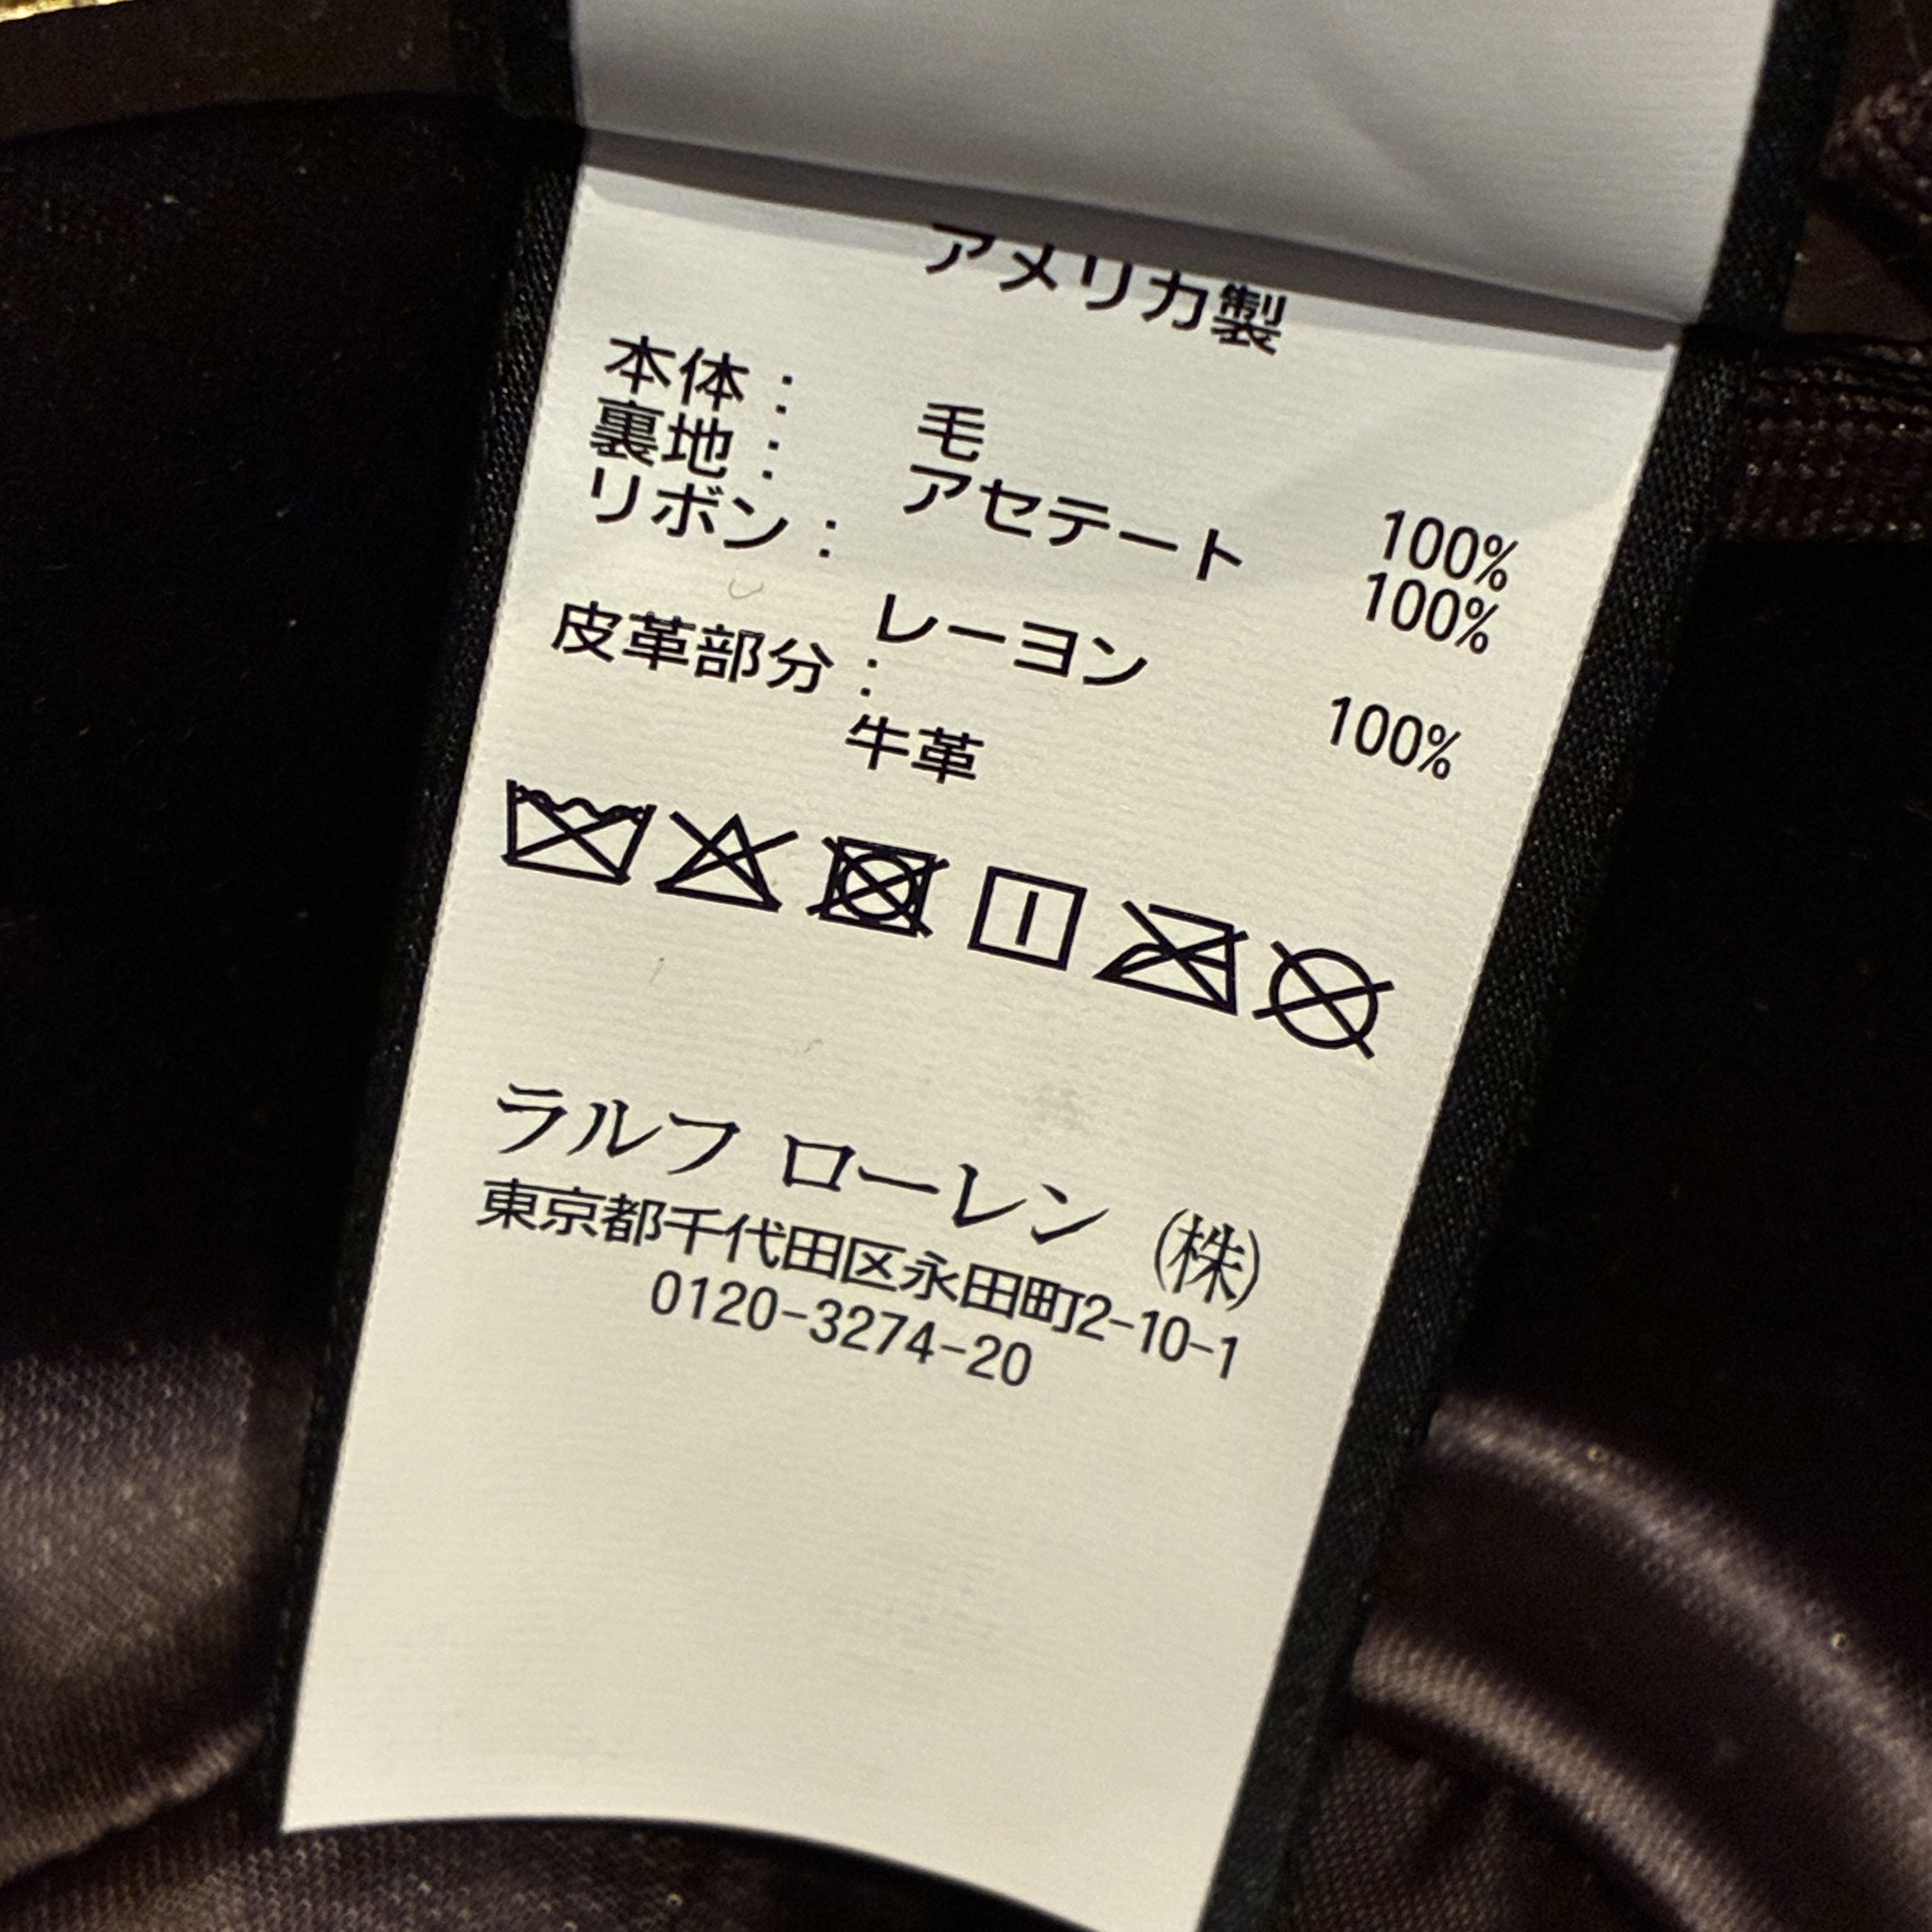 アメリカ製
本体： 毛 100%
裏地： アセテート 100%
リボン：
レーヨン 100%
皮革部分：
牛革
ラルフ ローレン (株)
東京都千代田区永田町2-10-1
0120-3274-20